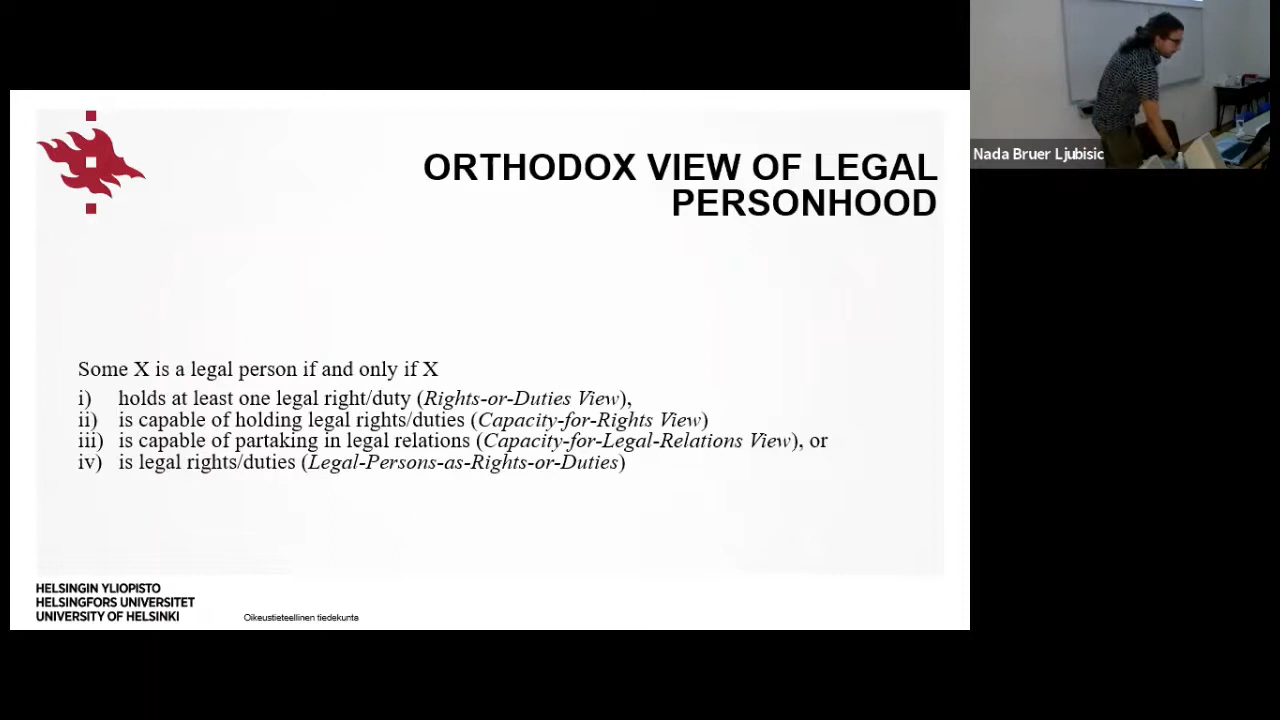 ORTHODOX VIEW OF LEGAL
PERSONHOOD
Nada Bruer Ljubisic
Some X is a legal person if and only if X
i) holds at least one legal right/duty (Rights-or-Duties View),
ii) is capable of holding legal rights/duties (Capacity-for-Rights View)
iii) is capable of partaking in legal relations (Capacity-for-Legal-Relations View), or
iv) is legal rights/duties (Legal-Persons-as-Rights-or-Duties)
HELSINGIN YLIOPISTO
HELSINGFORS UNIVERSITET
UNIVERSITY OF HELSINKI
Oikeustieteellinen tiedekunta